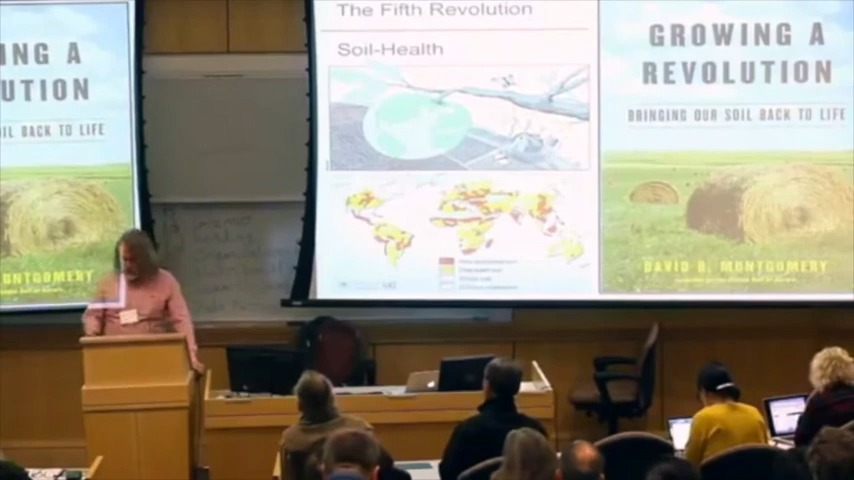 ING A
UTION
IL BACK TO LIFE
MONTGOMERY
The Fifth Revolution
Soil-Health
GROWING A
REVOLUTION
BRINGING OUR SOIL BACK TO LIFE
DAVID R. MONTGOMERY